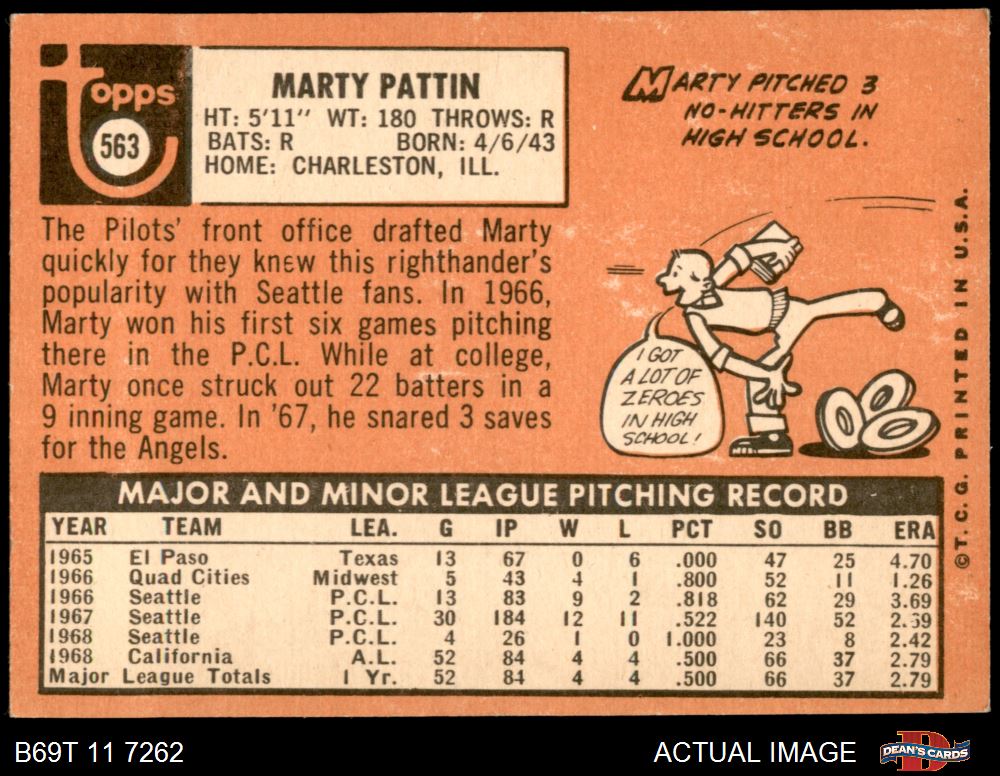 Topps
563
MARTY PATTIN
HT: 5'11" WT: 180 THROWS: R
BATS: R BORN: 4/6/43
HOME: CHARLESTON, ILL.
MARTY PITCHED 3
NO-HITTERS IN
HIGH SCHOOL.
The Pilots' front office drafted Marty
quickly for they knew this righthander's
popularity with Seattle fans. In 1966,
Marty won his first six games pitching
there in the P.C.L. While at college,
Marty once struck out 22 batters in a
9 inning game. In '67, he snared 3 saves
for the Angels.
I GOT
A LOT OF
ZEROES
IN HIGH
SCHOOL!
©T. C. G. PRINTED IN U.S.A.
MAJOR AND MINOR LEAGUE PITCHING RECORD
YEAR TEAM LEA. G IP W L PCT SO BB ERA
1965 El Paso Texas 13 67 0 6 .000 47 25 4.70
1966 Quad Cities Midwest 5 43 4 1 .800 52 11 1.26
1966 Seattle P.C.L. 13 83 9 2 .818 62 29 3.69
1967 Seattle P.C.L. 30 184 12 11 .522 140 52
1968 Seattle P.C.L. 4 26 1 0 1.000 23 8 2.42
1968 California A.L. 52 84 4 4 .500 66 37 2.79
Major League Totals 1 Yr. 52 84 4 4 .500 66 37 2.79
B69T 11 7262
ACTUAL IMAGE
DEAN'S CARDS